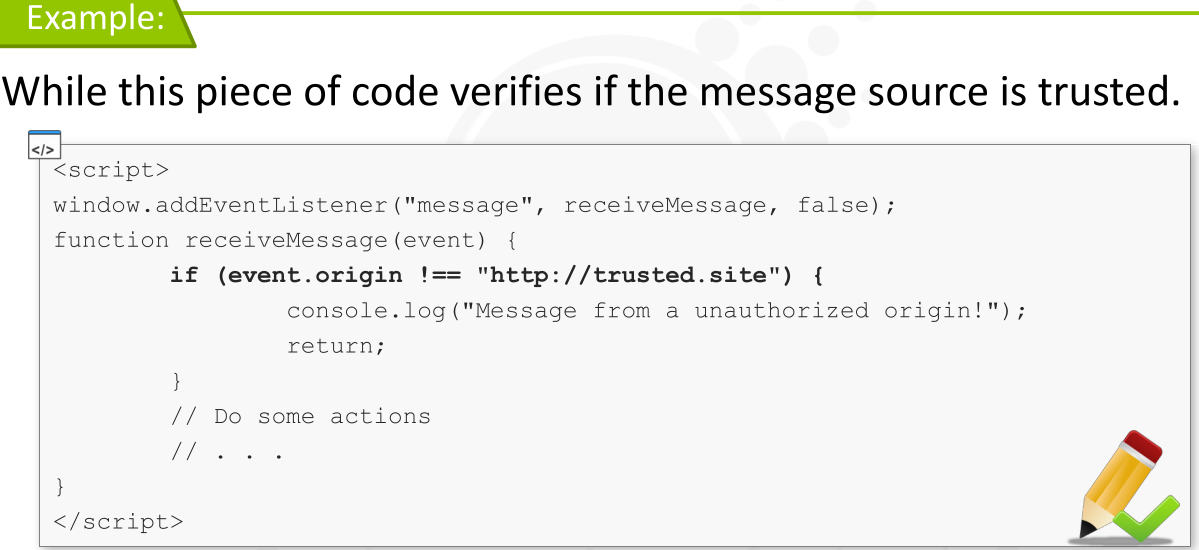 Example:
While this piece of code verifies if the message source is trusted.
</>
<script>
window.addEventListener("message", receiveMessage, false);
function receiveMessage(event) {
if (event.origin !== "http://trusted.site") {
console.log("Message from a unauthorized origin!");
return;
}
// Do some actions
// . . .
}
</script>